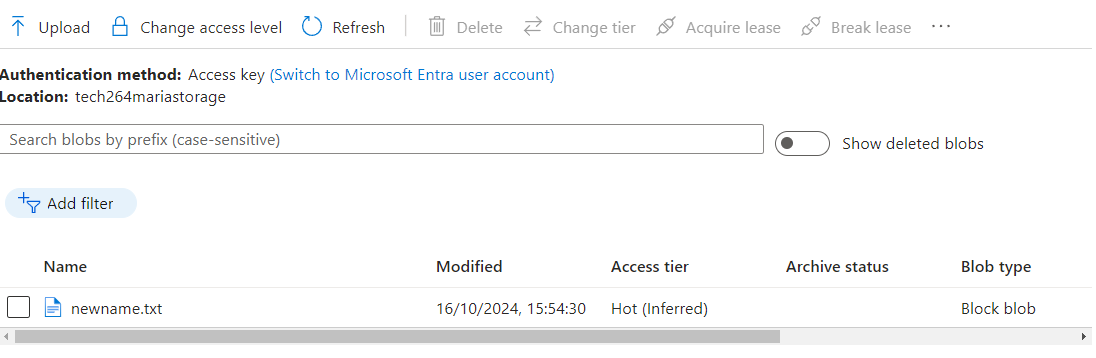 Upload Change access level Refresh Delete Change tier Acquire lease Break lease ...
Authentication method: Access key (Switch to Microsoft Entra user account)
Location: tech264mariastorage
Search blobs by prefix (case-sensitive) Show deleted blobs
Add filter
Name Modified Access tier Archive status Blob type
newname.txt 16/10/2024, 15:54:30 Hot (Inferred) Block blob